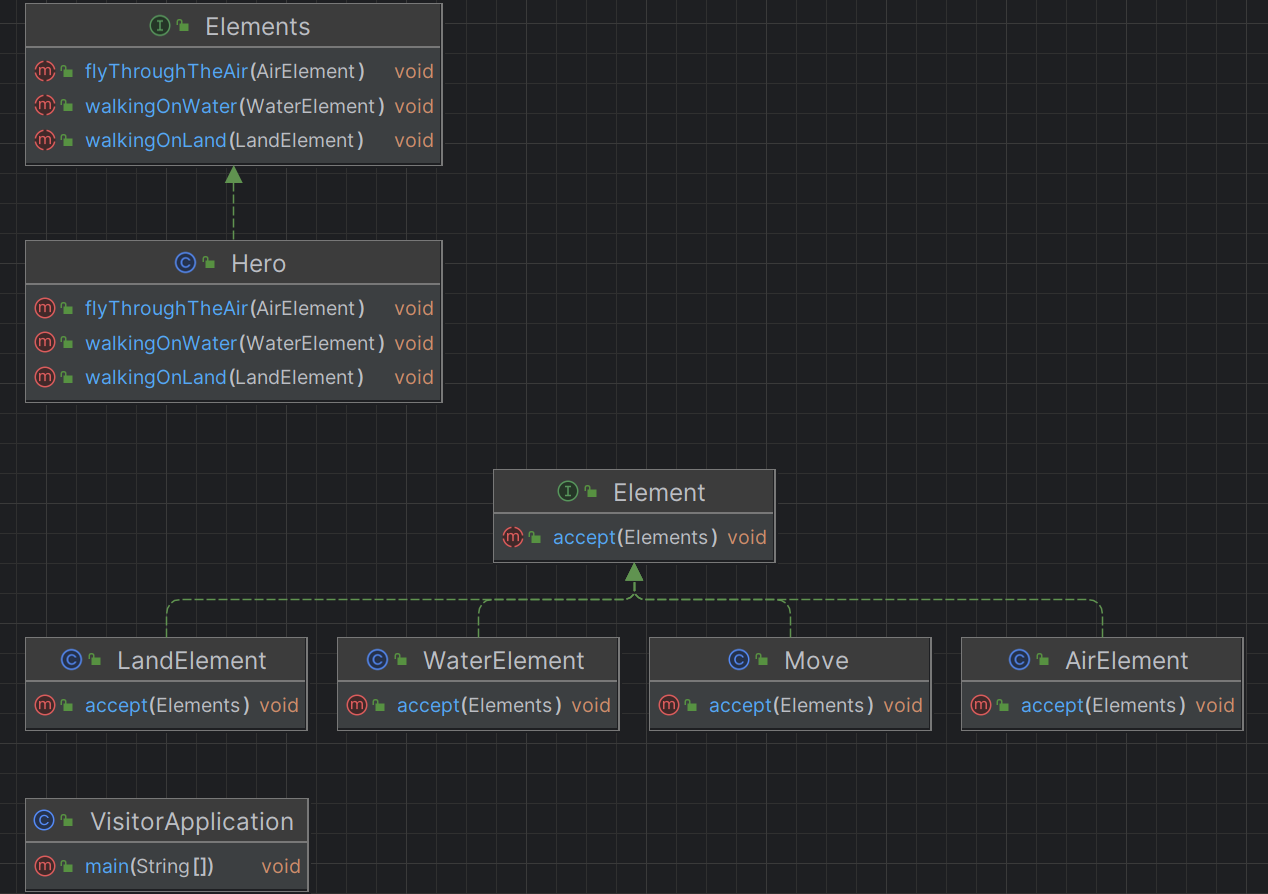 Elements
flyThroughTheAir(AirElement) void
walkingOnWater(WaterElement) void
walkingOnLand(LandElement) void
Hero
flyThroughTheAir(AirElement) void
walkingOnWater(WaterElement) void
walkingOnLand(LandElement) void
Element
accept(Elements) void
LandElement
accept(Elements) void
WaterElement
accept(Elements) void
Move
accept(Elements) void
AirElement
accept(Elements) void
VisitorApplication
main(String[]) void